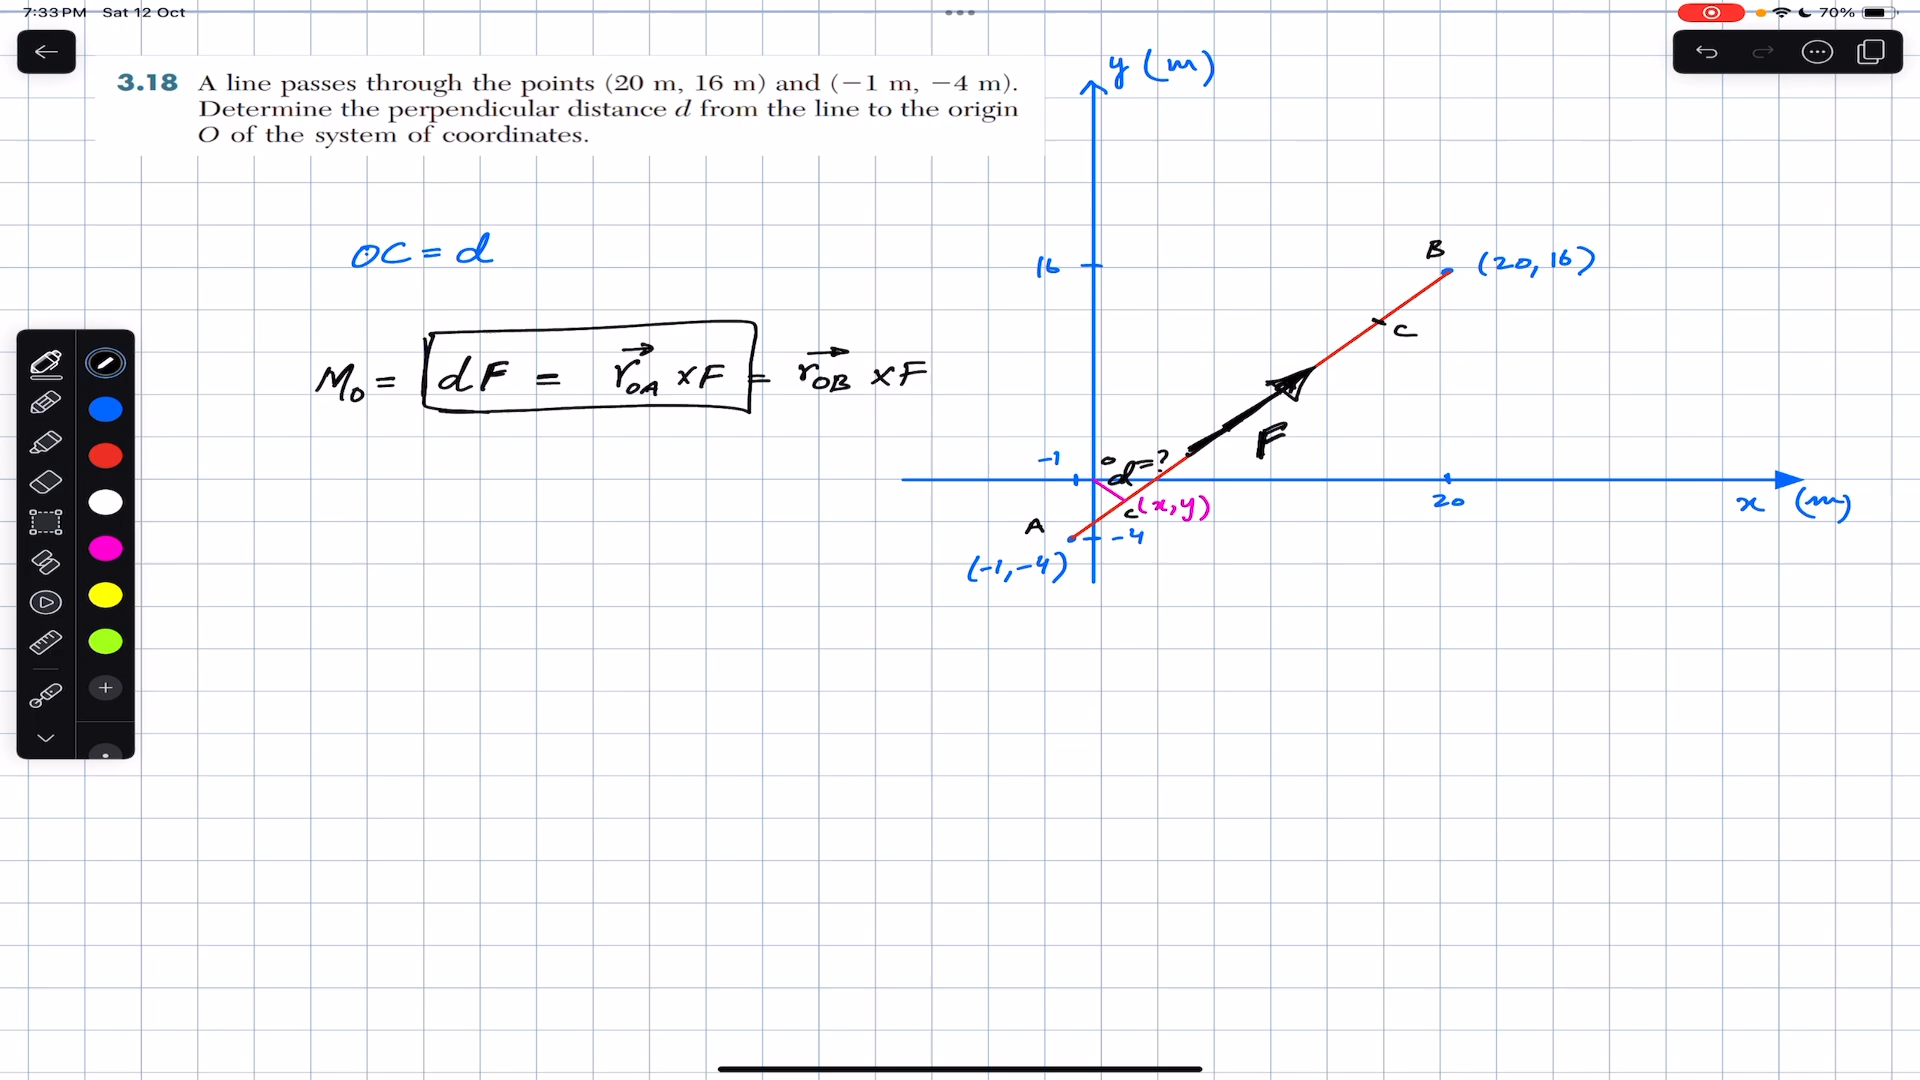 7:33 PM Sat 12 Oct
70%
3.18 A line passes through the points (20 m, 16 m) and (−1 m, −4 m).
Determine the perpendicular distance d from the line to the origin
O of the system of coordinates.
y (m)
OC = d
16
B (20, 16)
C
M₀ = dF = r⃗OA × F = r⃗OB × F
F
-1
o
d=?
C(x,y)
20
x (m)
A
-4
(-1,-4)